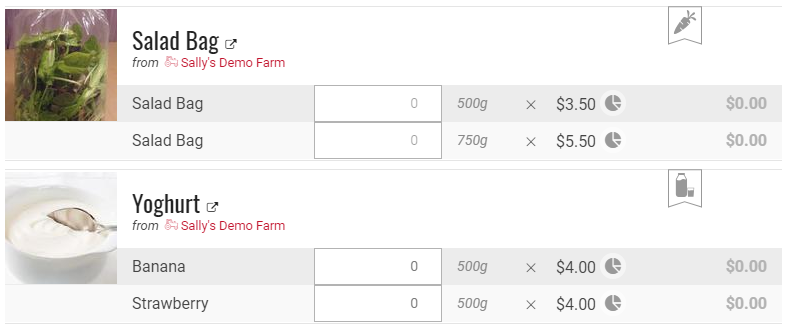 Salad Bag
from Sally's Demo Farm
Salad Bag 0 500g × $3.50 $0.00
Salad Bag 0 750g × $5.50 $0.00
Yoghurt
from Sally's Demo Farm
Banana 0 500g × $4.00 $0.00
Strawberry 0 500g × $4.00 $0.00